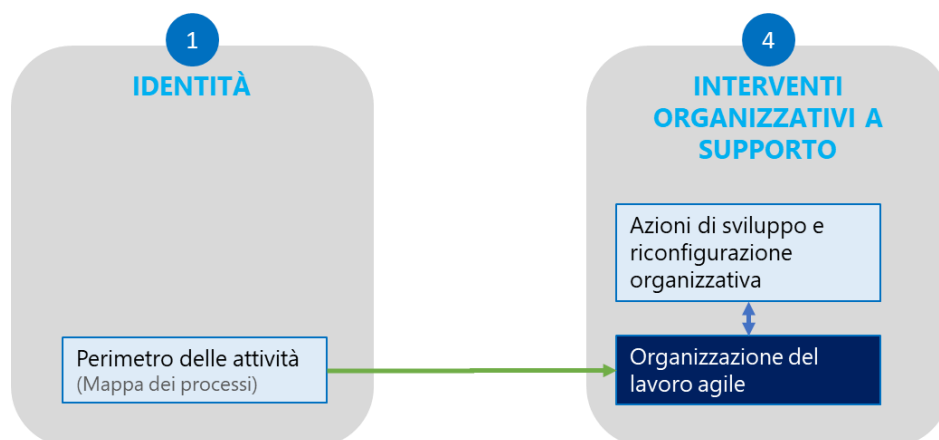 1
IDENTITÀ
Perimetro delle attività
(Mappa dei processi)
4
INTERVENTI
ORGANIZZATIVI A
SUPPORTO
Azioni di sviluppo e
riconfigurazione
organizzativa
Organizzazione del
lavoro agile